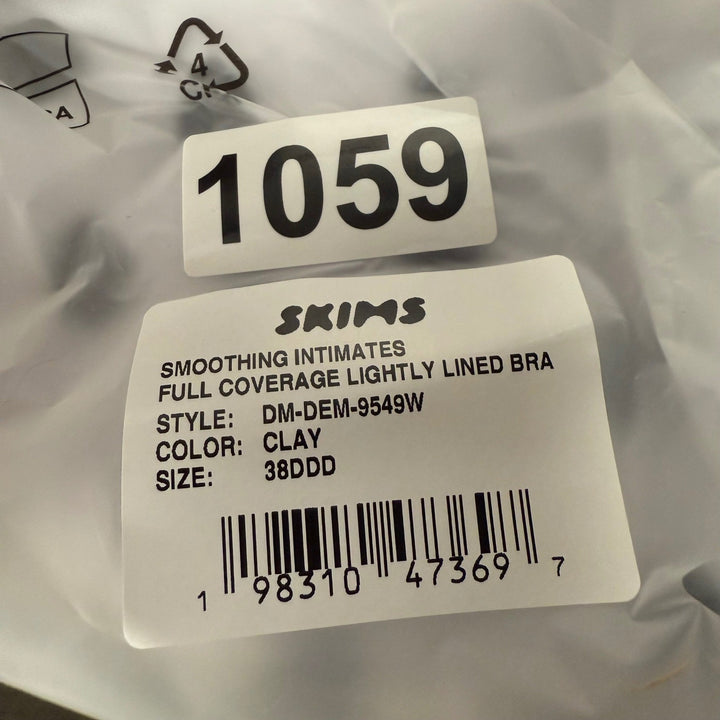 4
1059
SKIMS
SMOOTHING INTIMATES
FULL COVERAGE LIGHTLY LINED BRA
STYLE: DM-DEM-9549W
COLOR: CLAY
SIZE: 38DDD
1 98310 47369 7